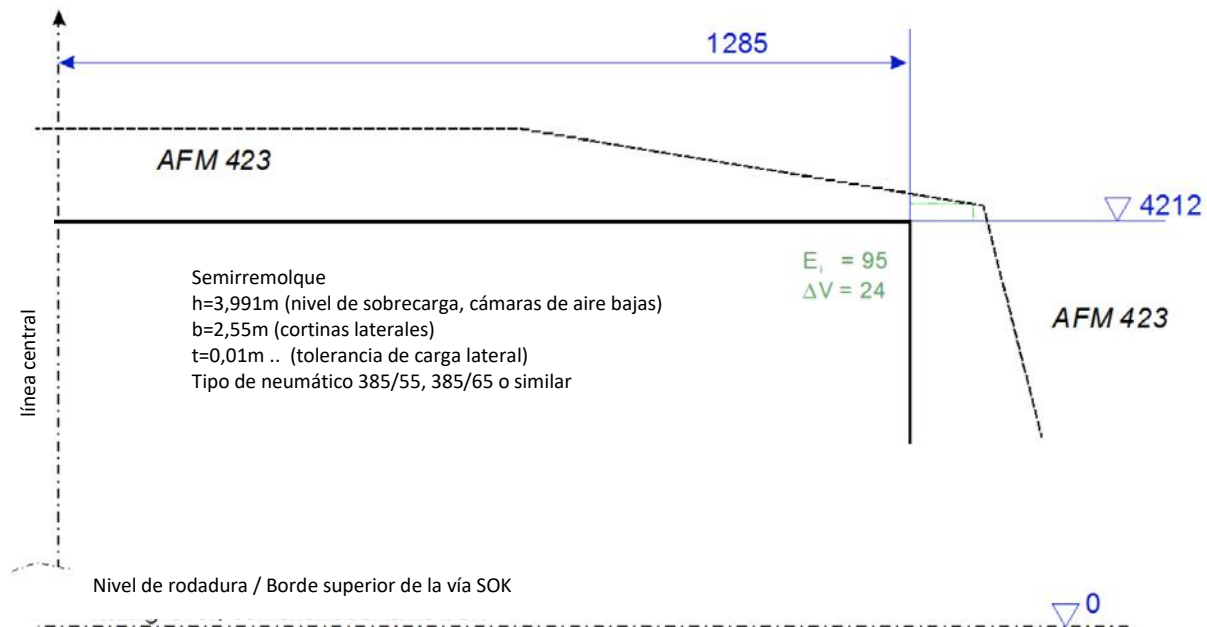 1285
AFM 423
4212
Eᵢ = 95
ΔV = 24
Semirremolque
h=3,991m (nivel de sobrecarga, cámaras de aire bajas)
b=2,55m (cortinas laterales)
t=0,01m .. (tolerancia de carga lateral)
Tipo de neumático 385/55, 385/65 o similar
AFM 423
línea central
Nivel de rodadura / Borde superior de la vía SOK
0